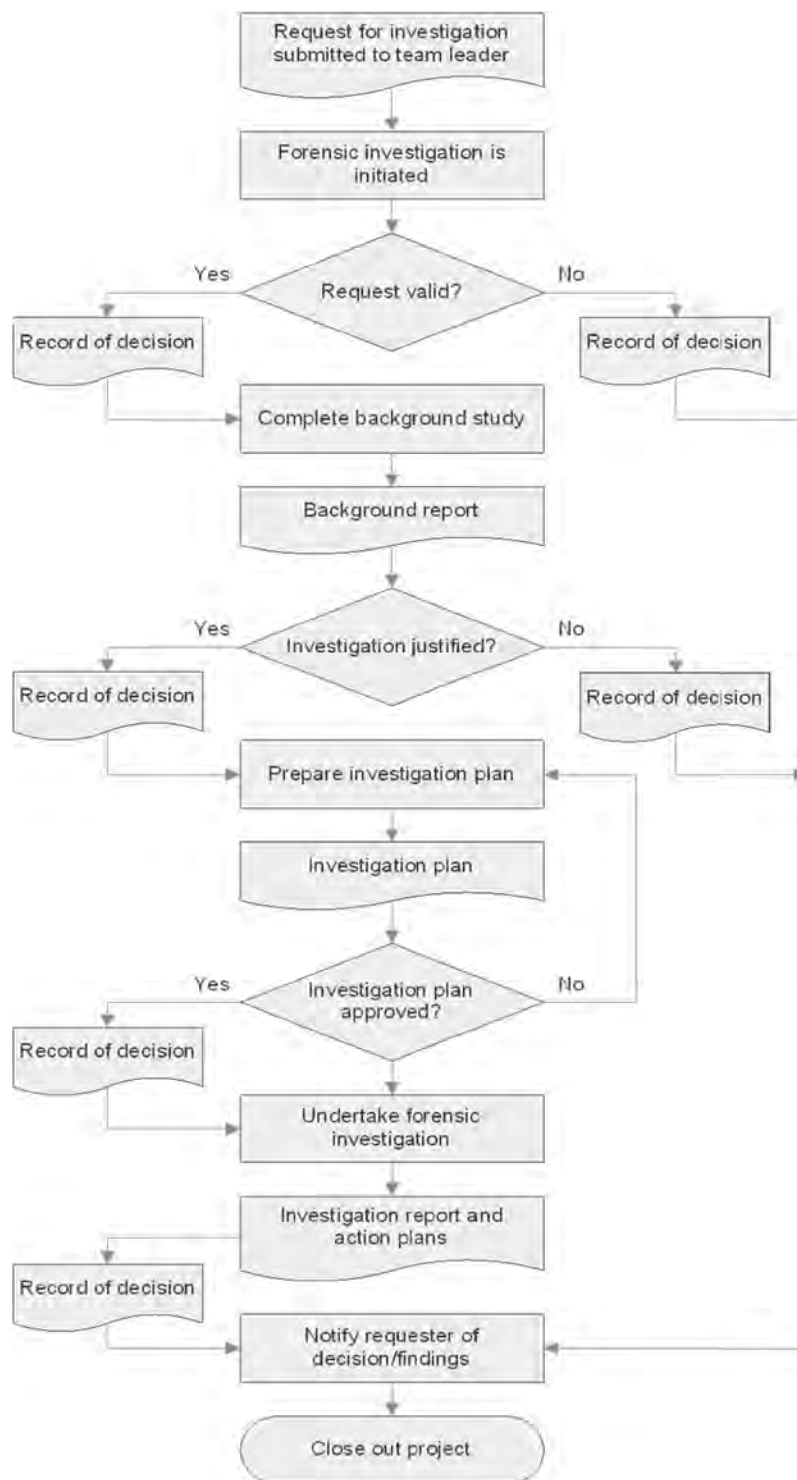 Request for investigation
submitted to team leader
Forensic investigation is
initiated
Yes
No
Request valid?
Record of decision
Record of decision
Complete background study
Background report
Yes
No
Investigation justified?
Record of decision
Record of decision
Prepare investigation plan
Investigation plan
Yes
No
Investigation plan
approved?
Record of decision
Undertake forensic
investigation
Investigation report and
action plans
Record of decision
Notify requester of
decision/findings
Close out project